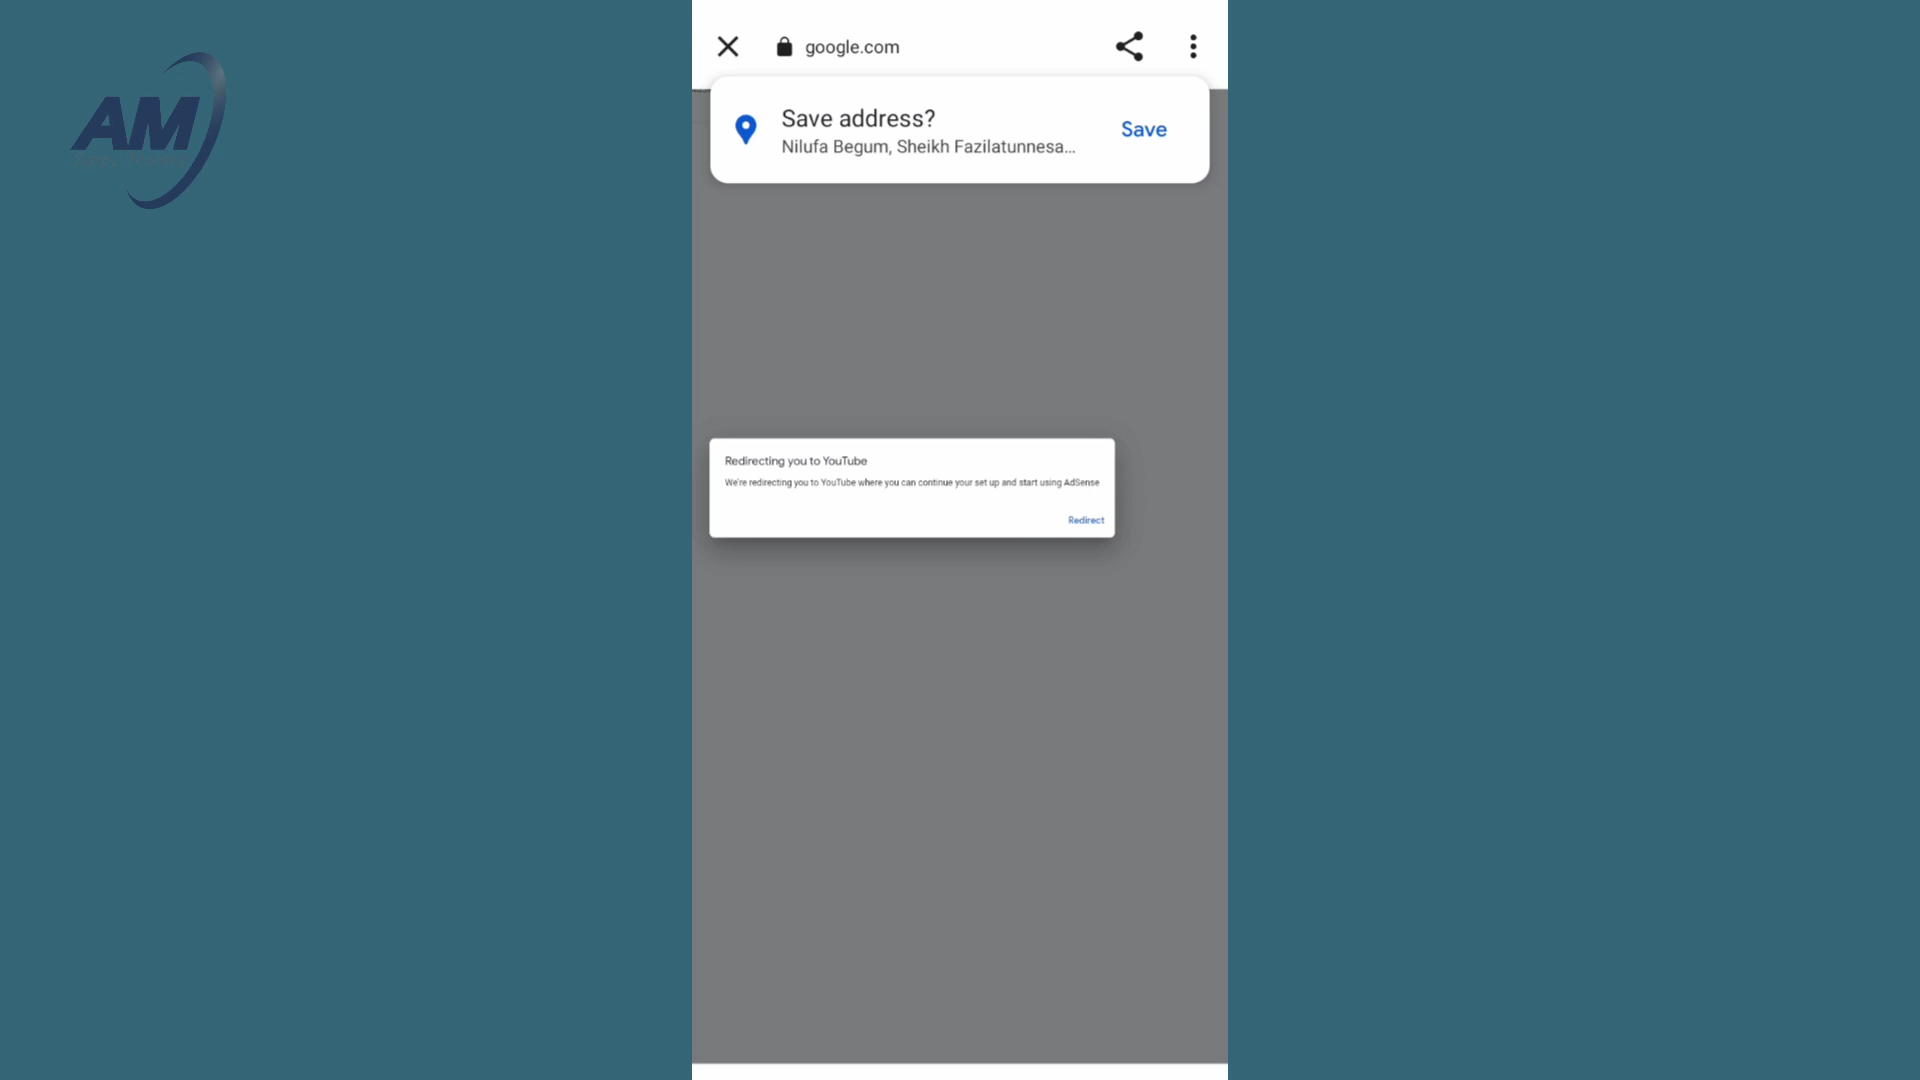 AM
google.com
Save address?
Nilufa Begum, Sheikh Fazilatunnesa...
Save
Redirecting you to YouTube
We're redirecting you to YouTube where you can continue your set up and start using AdSense
Redirect